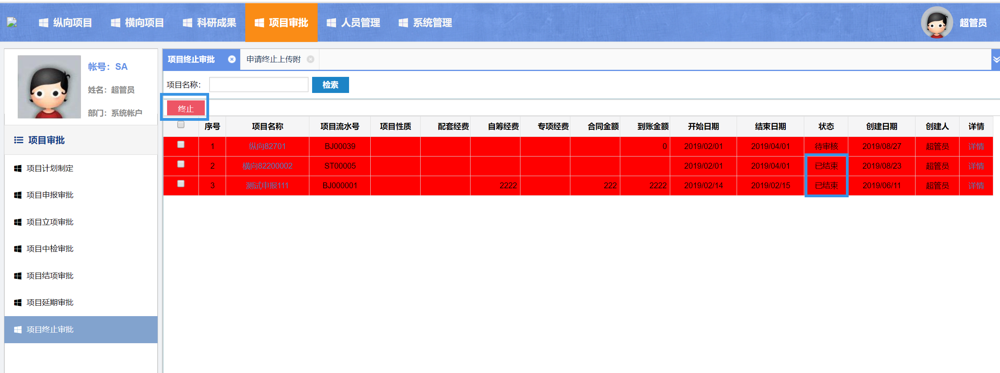 纵向项目 横向项目 科研成果 项目审批 人员管理 系统管理 超管员
帐号：SA
姓名：超管员
部门：系统帐户
项目审批
项目计划制定
项目申报审批
项目立项审批
项目中检审批
项目结项审批
项目延期审批
项目终止审批
项目终止审批 申请终止上传附
项目名称： 检索
终止
序号 项目名称 项目流水号 项目性质 配套经费 自筹经费 专项经费 合同金额 到账金额 开始日期 结束日期 状态 创建日期 创建人 详情
1 纵向82701 BJ00039 0 2019/02/01 2019/04/01 待审核 2019/08/27 超管员 详情
2 横向82200002 ST00005 2019/02/01 2019/04/01 已结束 2019/08/23 超管员 详情
3 测试申报111 BJ000001 2222 222 2222 2019/02/14 2019/02/15 已结束 2019/06/11 超管员 详情